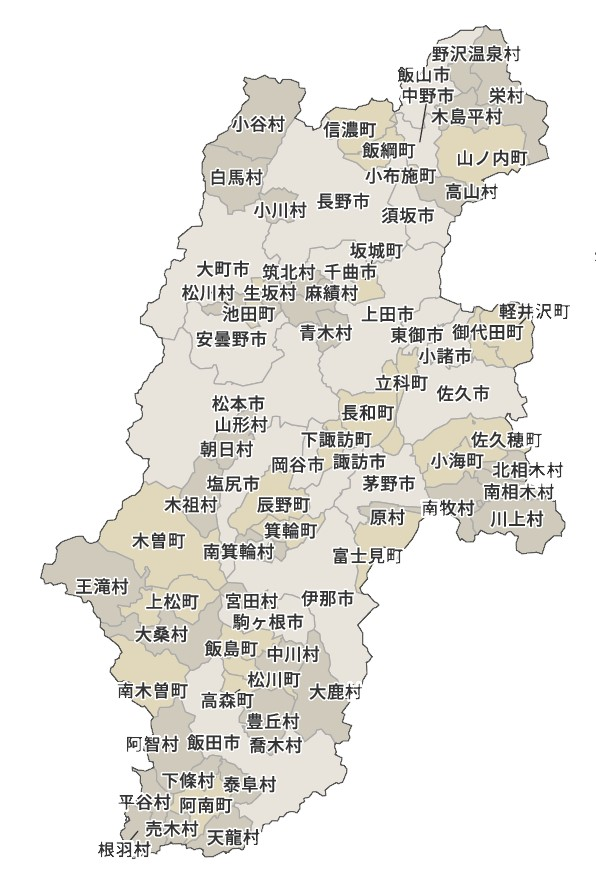 野沢温泉村
飯山市
中野市
栄村
木島平村
小谷村
信濃町
飯綱町
山ノ内町
白馬村
小布施町
高山村
小川村
長野市
須坂市
坂城町
大町市
筑北村
千曲市
松川村
生坂村
麻績村
池田町
上田市
軽井沢町
安曇野市
青木村
東御市
御代田町
小諸市
立科町
佐久市
松本市
長和町
山形村
朝日村
下諏訪町
佐久穂町
岡谷市
諏訪市
小海町
北相木村
塩尻市
茅野市
南相木村
木祖村
辰野町
原村
南牧村
川上村
木曽町
箕輪町
南箕輪村
富士見町
王滝村
上松町
宮田村
伊那市
駒ヶ根市
大桑村
飯島町
中川村
南木曽町
松川町
大鹿村
高森町
豊丘村
阿智村
飯田市
喬木村
下條村
泰阜村
平谷村
阿南町
売木村
天龍村
根羽村